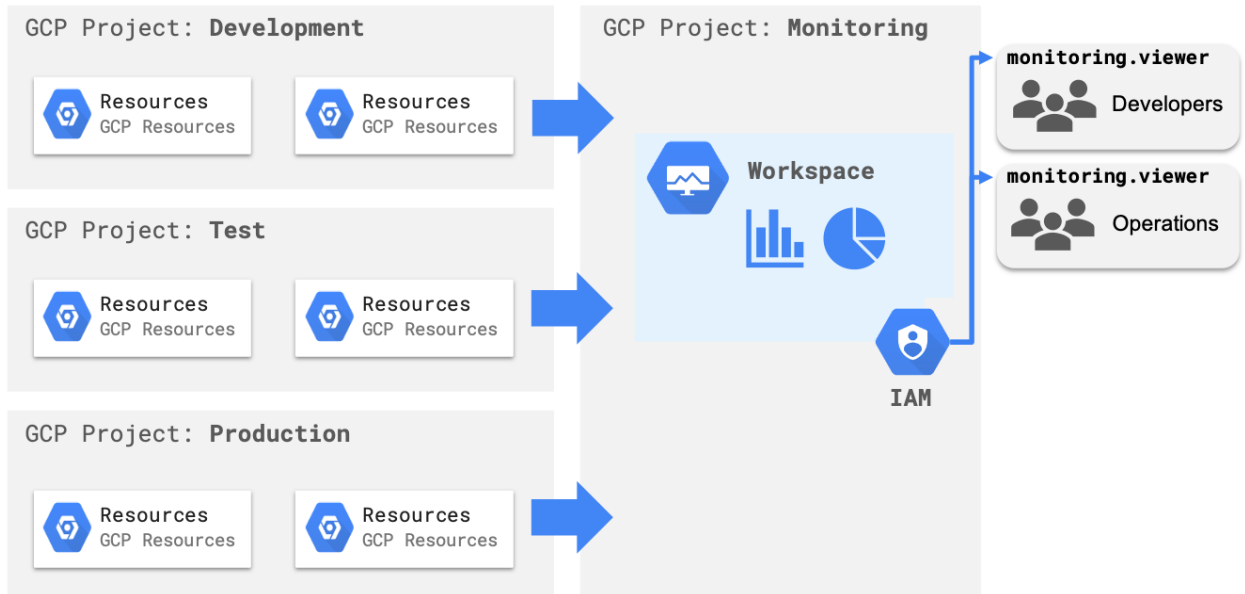 GCP Project: Development
Resources
GCP Resources
Resources
GCP Resources
GCP Project: Test
Resources
GCP Resources
Resources
GCP Resources
GCP Project: Production
Resources
GCP Resources
Resources
GCP Resources
GCP Project: Monitoring
Workspace
IAM
monitoring.viewer
Developers
monitoring.viewer
Operations